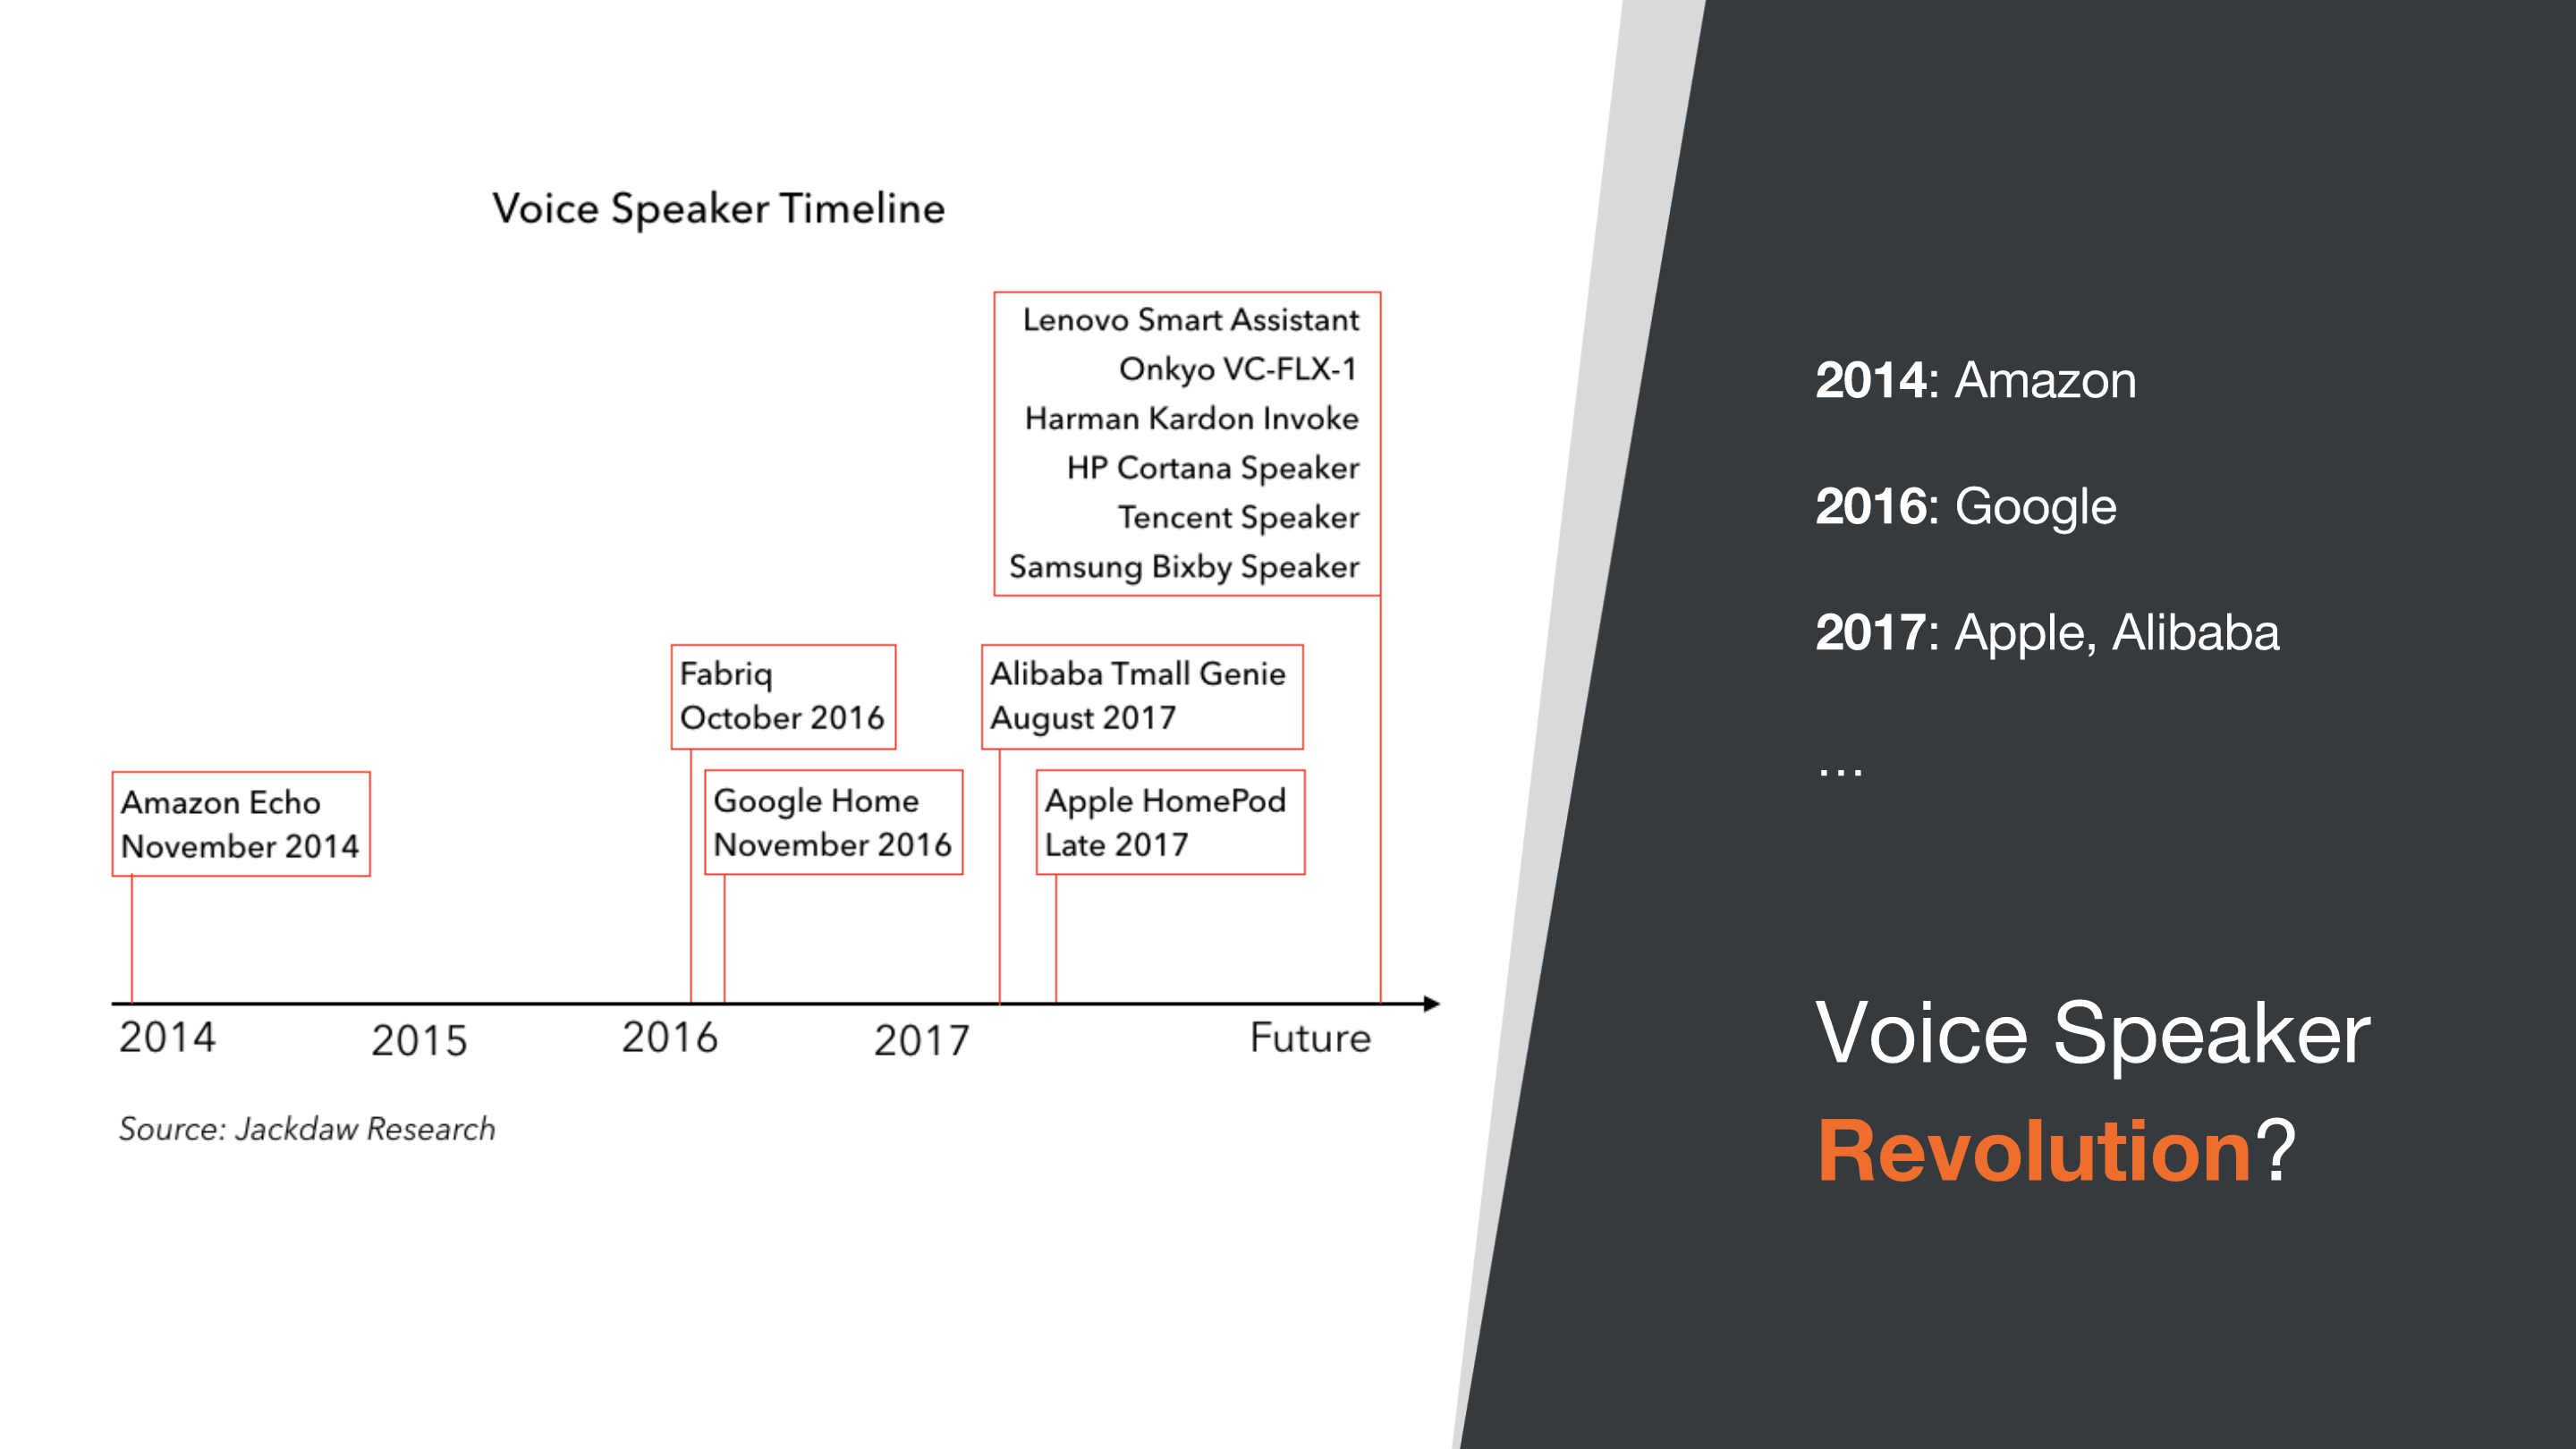 Voice Speaker Timeline
Lenovo Smart Assistant
Onkyo VC-FLX-1
Harman Kardon Invoke
HP Cortana Speaker
Tencent Speaker
Samsung Bixby Speaker
Fabriq
October 2016
Alibaba Tmall Genie
August 2017
Amazon Echo
November 2014
Google Home
November 2016
Apple HomePod
Late 2017
2014
2015
2016
2017
Future
Source: Jackdaw Research
2014: Amazon
2016: Google
2017: Apple, Alibaba
…
Voice Speaker
Revolution?